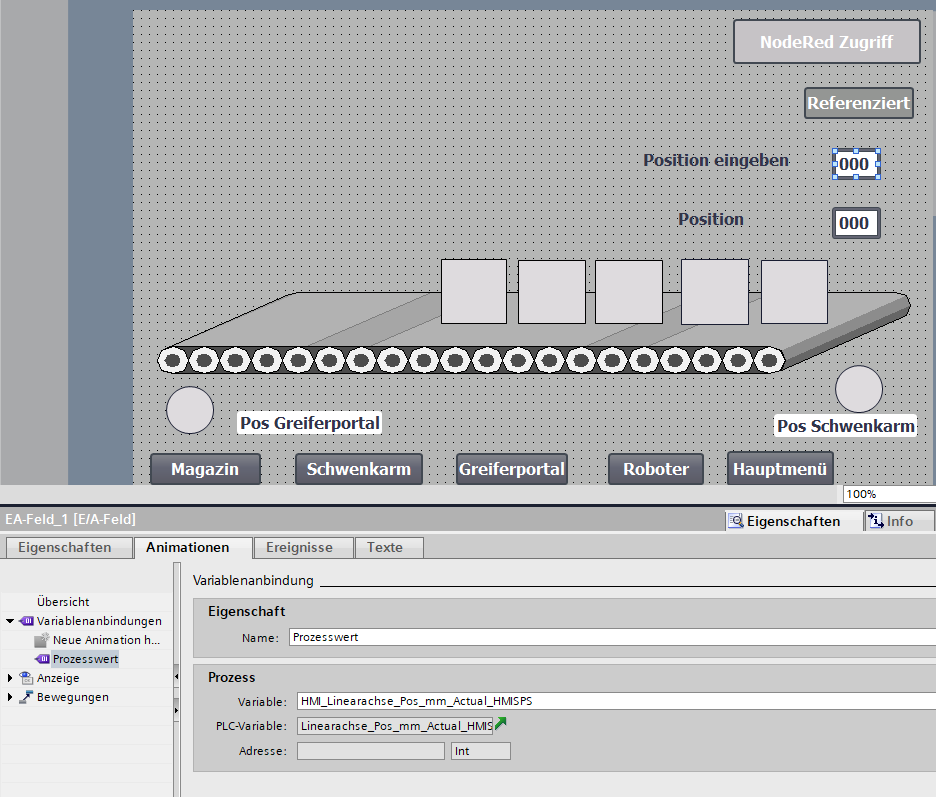 NodeRed Zugriff
Referenziert
Position eingeben 000
Position 000
Pos Greiferportal
Pos Schwenkarm
Magazin Schwenkarm Greiferportal Roboter Hauptmenü
100%
EA-Feld_1 [E/A-Feld]
Eigenschaften Info
Eigenschaften Animationen Ereignisse Texte
Variablenanbindung
Übersicht
Variablenanbindungen
Neue Animation h...
Prozesswert
Anzeige
Bewegungen
Eigenschaft
Name: Prozesswert
Prozess
Variable: HMI_Linearachse_Pos_mm_Actual_HMISPS
PLC-Variable: Linearachse_Pos_mm_Actual_HMIS
Adresse: Int